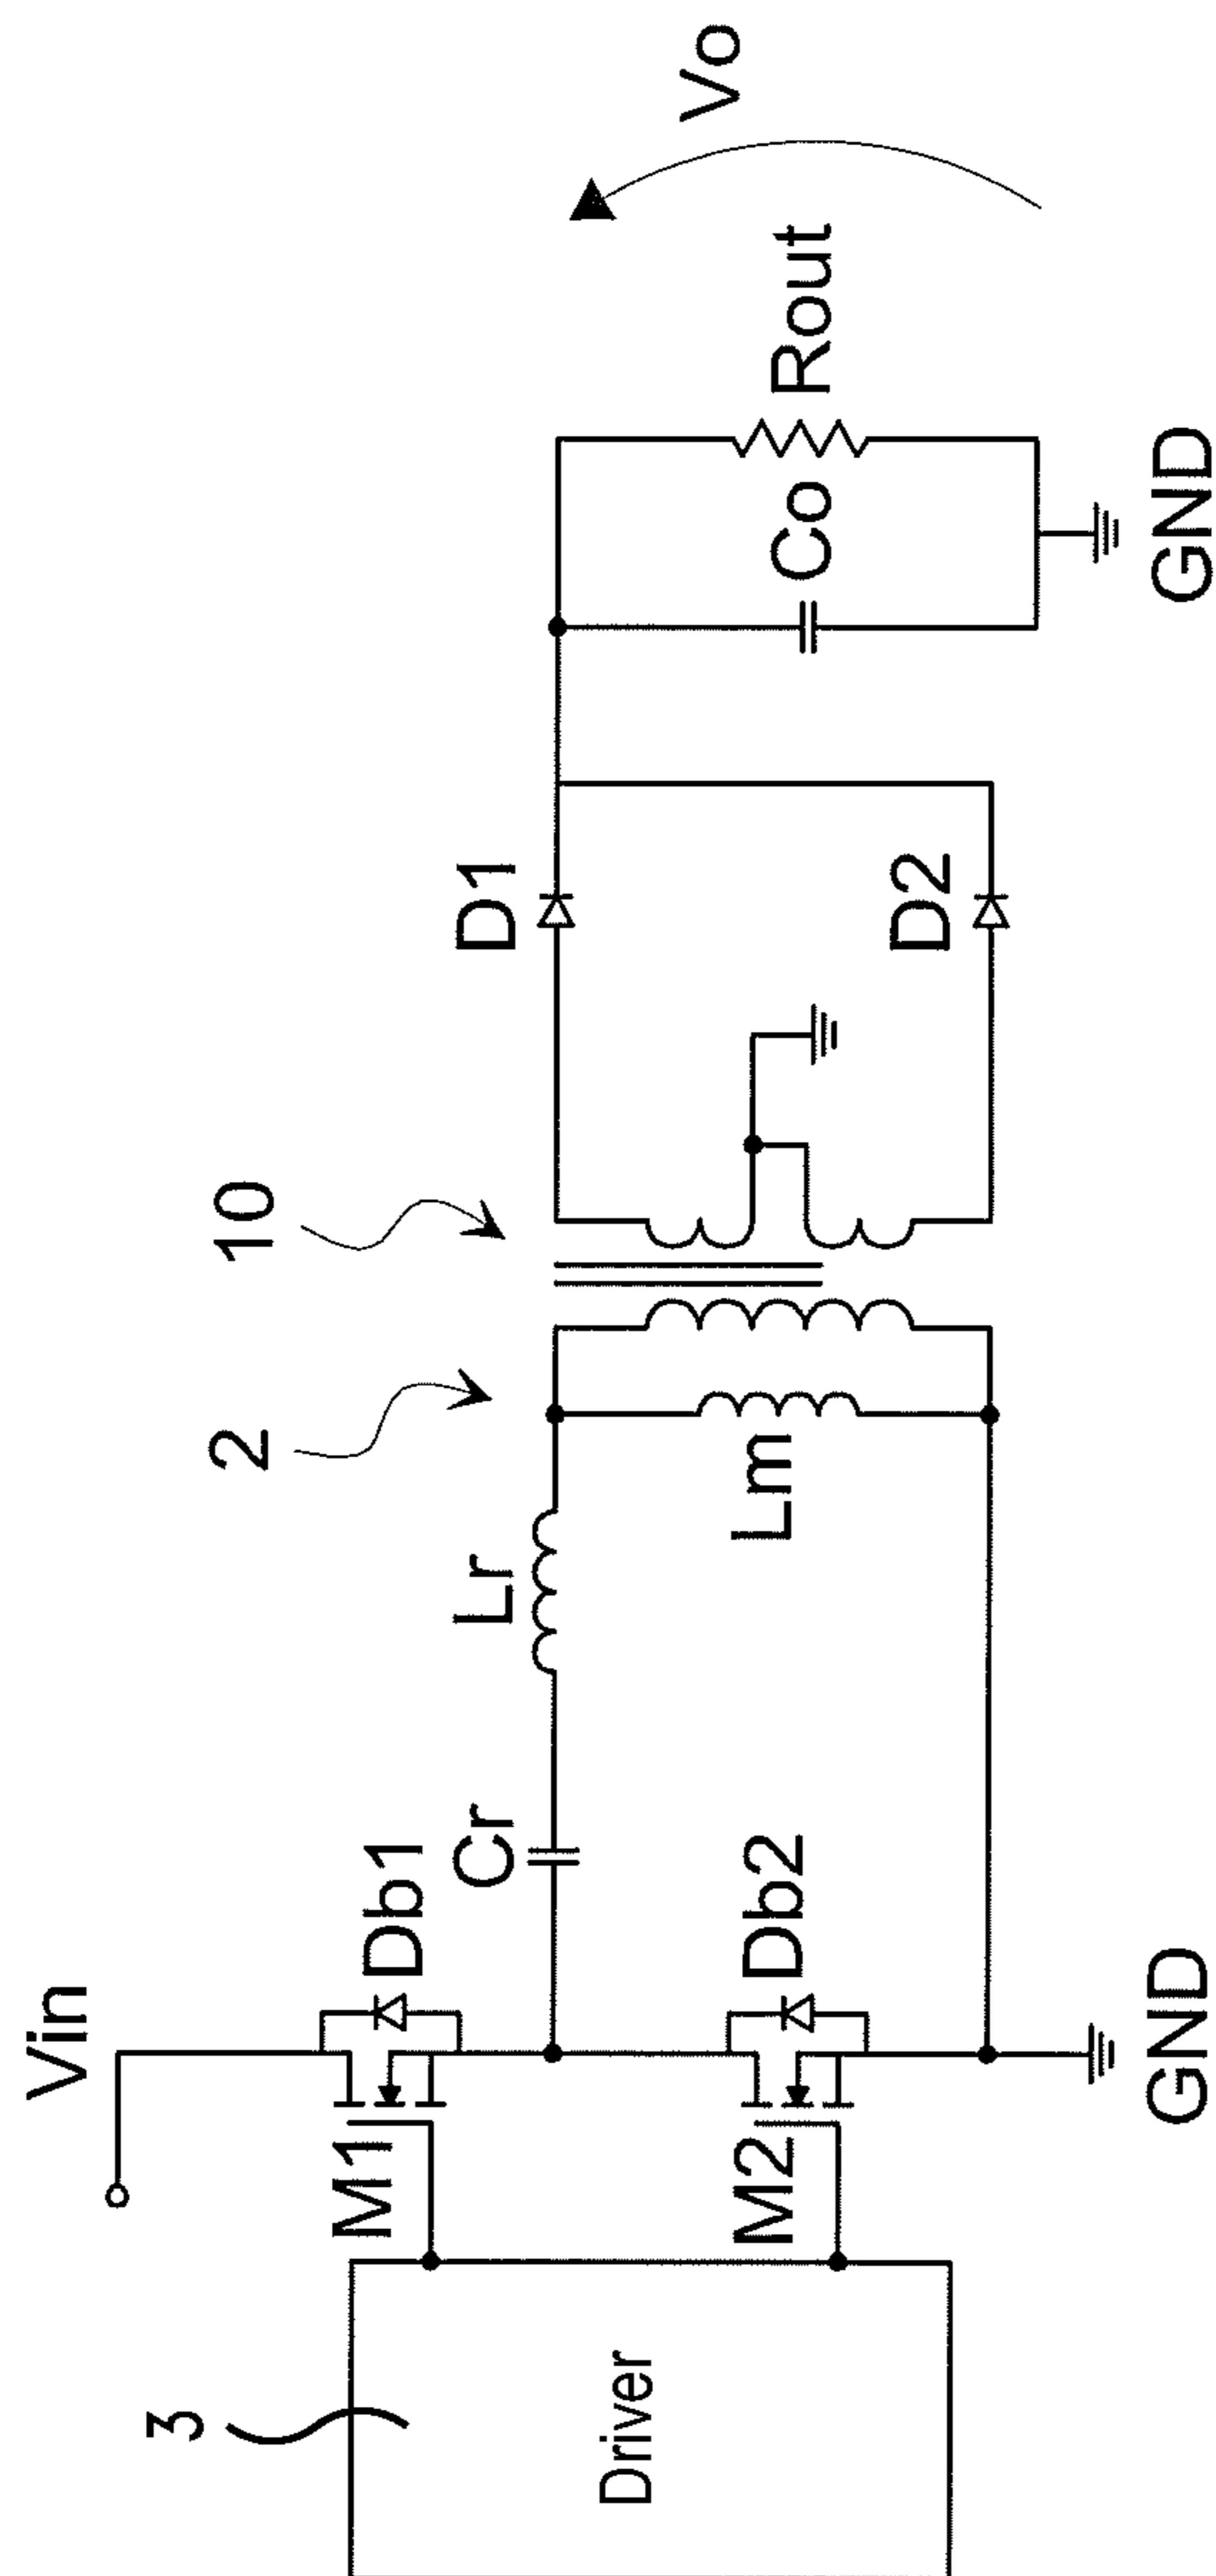 Vin
3
Driver
M1
Db1
M2
Db2
GND
Cr
Lr
2
Lm
10
D1
D2
Co
Rout
GND
Vo